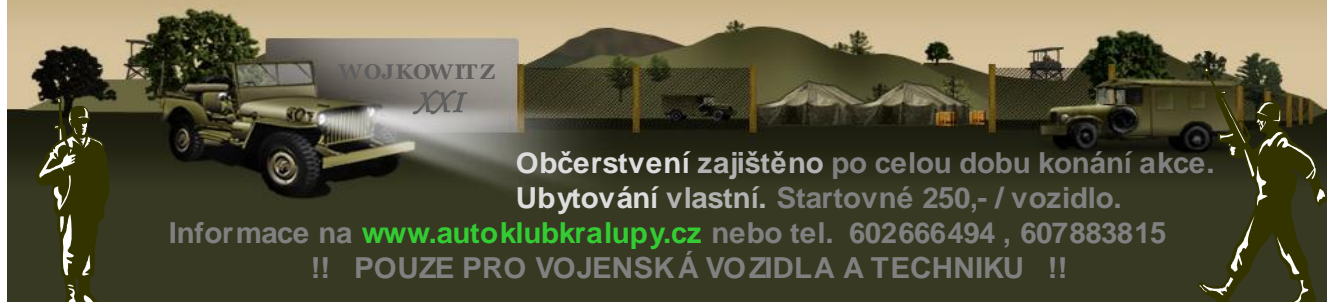 WOJKOWITZ
XXI
Občerstvení zajištěno po celou dobu konání akce.
Ubytování vlastní. Startovné 250,- / vozidlo.
Informace na www.autoklubkralupy.cz nebo tel. 602666494 , 607883815
!! POUZE PRO VOJENSKÁ VOZIDLA A TECHNIKU !!